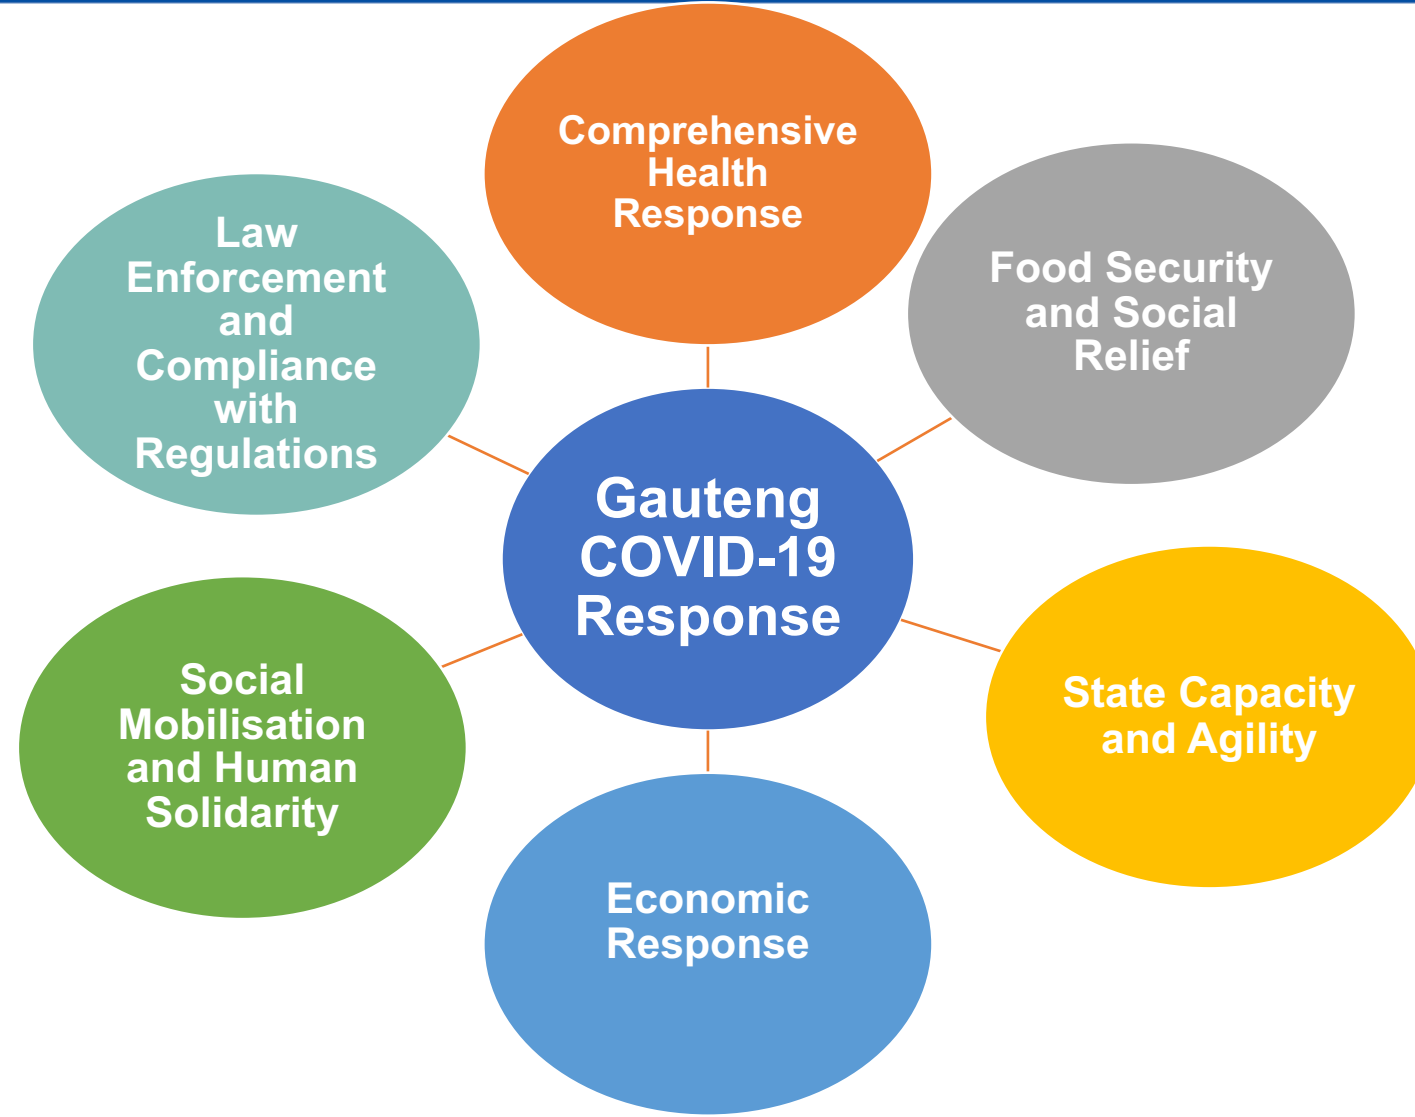 Comprehensive
Health
Response
Food Security
and Social
Relief
State Capacity
and Agility
Economic
Response
Social
Mobilisation
and Human
Solidarity
Law
Enforcement
and
Compliance
with
Regulations
Gauteng
COVID-19
Response